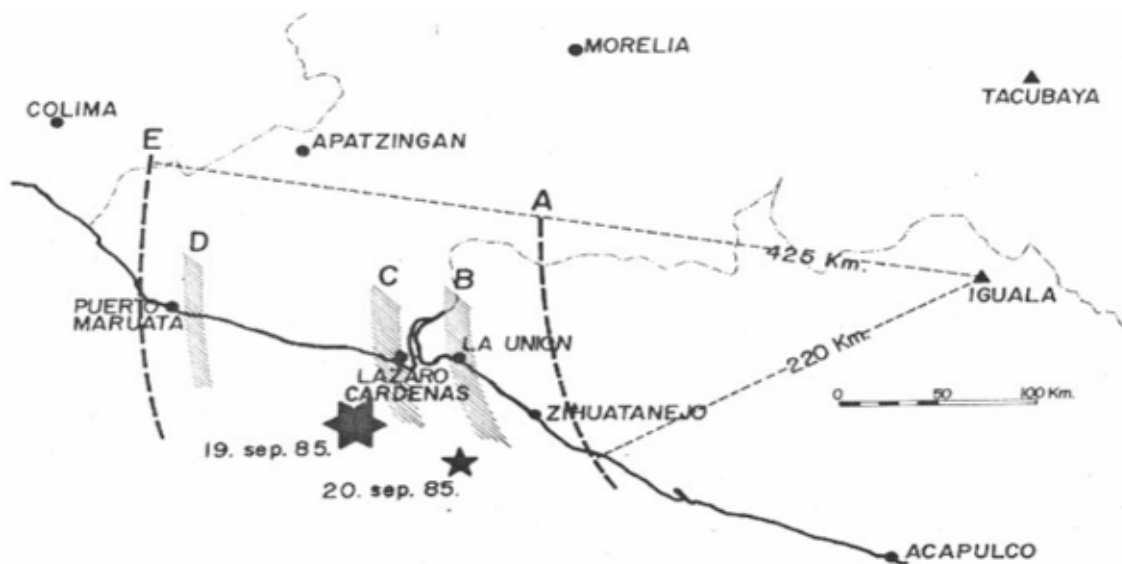 MORELIA
TACUBAYA
COLIMA
E
APATZINGAN
A
D
425 Km.
C
B
IGUALA
PUERTO
MARUATA
LA UNION
220 Km.
LAZARO
CARDENAS
0 50 100 Km.
ZIHUATANEJO
19. sep. 85.
20. sep. 85.
ACAPULCO